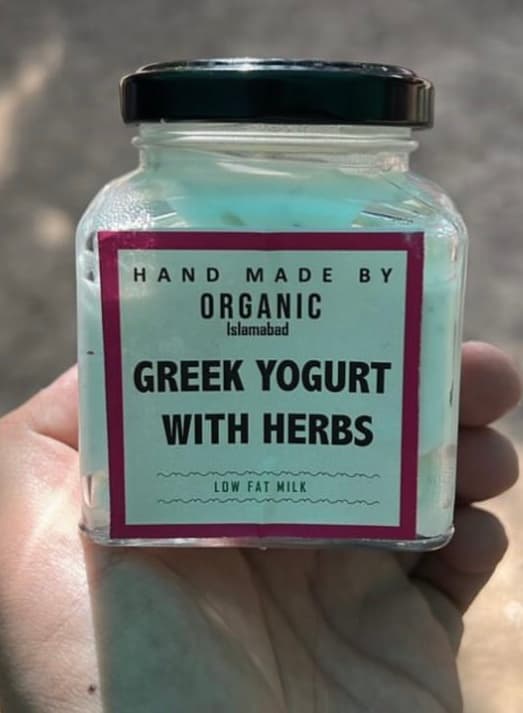 HAND MADE BY
ORGANIC
Islamabad
GREEK YOGURT
WITH HERBS
LOW FAT MILK